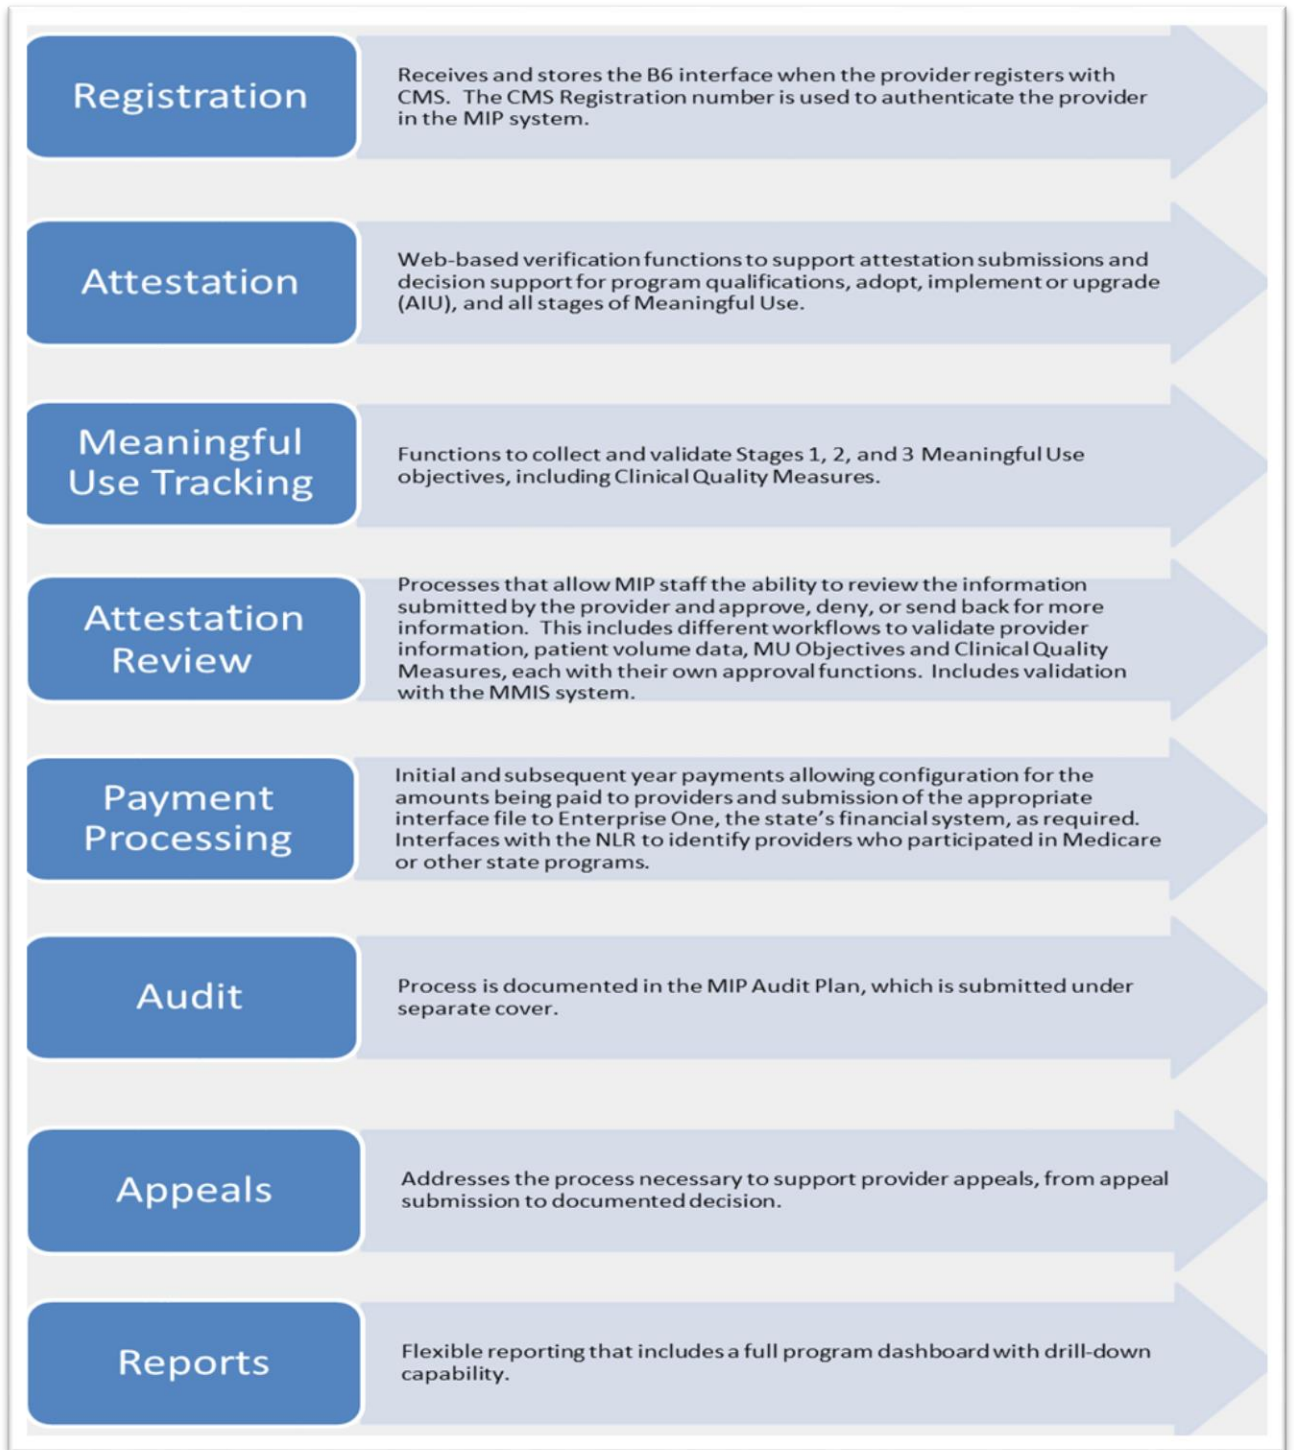 Registration
Receives and stores the B6 interface when the provider registers with
CMS.  The CMS Registration number is used to authenticate the provider
in the MIP system.
Attestation
Web-based verification functions to support attestation submissions and
decision support for program qualifications, adopt, implement or upgrade
(AIU), and all stages of Meaningful Use.
Meaningful
Use Tracking
Functions to collect and validate Stages 1, 2, and 3 Meaningful Use
objectives, including Clinical Quality Measures.
Attestation
Review
Processes that allow MIP staff the ability to review the information
submitted by the provider and approve, deny, or send back for more
information.  This includes different workflows to validate provider
information, patient volume data, MU Objectives and Clinical Quality
Measures, each with their own approval functions.  Includes validation
with the MMIS system.
Payment
Processing
Initial and subsequent year payments allowing configuration for the
amounts being paid to providers and submission of the appropriate
interface file to Enterprise One, the state's financial system, as required.
Interfaces with the NLR to identify providers who participated in Medicare
or other state programs.
Audit
Process is documented in the MIP Audit Plan, which is submitted under
separate cover.
Appeals
Addresses the process necessary to support provider appeals, from appeal
submission to documented decision.
Reports
Flexible reporting that includes a full program dashboard with drill-down
capability.